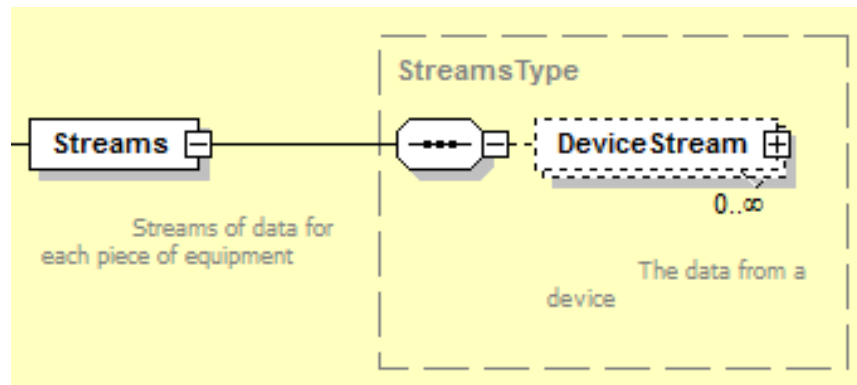 StreamsType
Streams
DeviceStream
0..∞
Streams of data for
each piece of equipment
The data from a
device